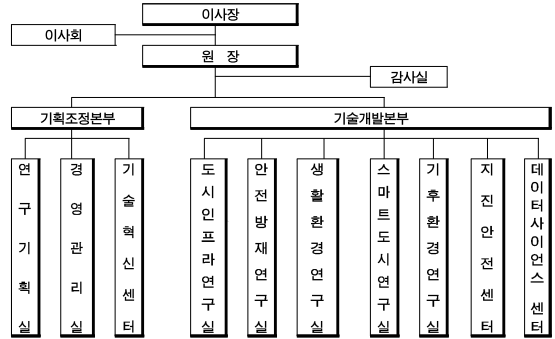 이사장
이사회
원 장
감사실
기획조정본부
기술개발본부
연구기획실
경영관리실
기술혁신센터
도시인프라연구실
안전방재연구실
생활환경연구실
스마트도시연구실
기후환경연구실
지진안전센터
데이터사이언스센터